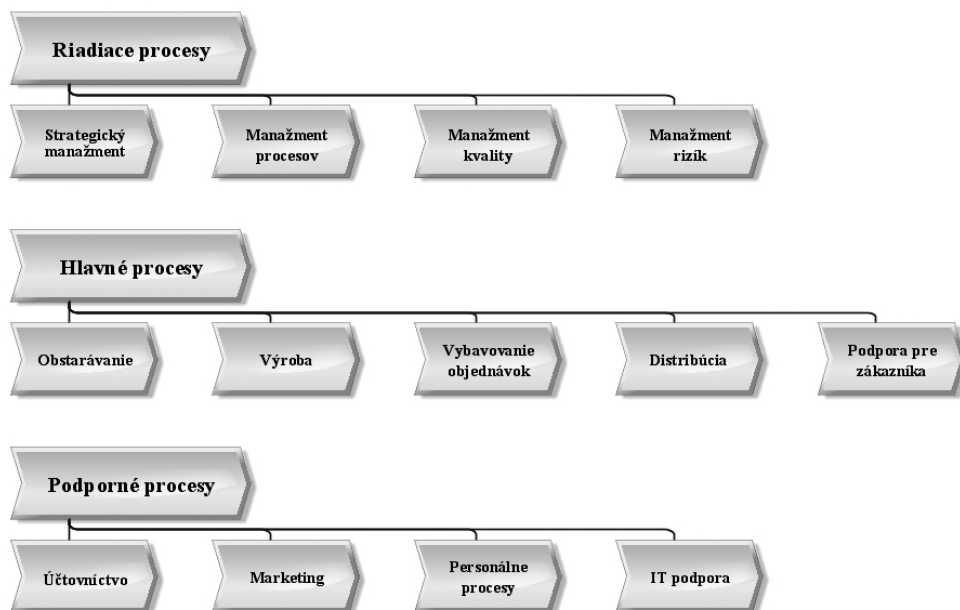 Riadiace procesy
Strategický
manažment
Manažment
procesov
Manažment
kvality
Manažment
rizík
Hlavné procesy
Obstarávanie
Výroba
Vybavovanie
objednávok
Distribúcia
Podpora pre
zákazníka
Podporné procesy
Účtovníctvo
Marketing
Personálne
procesy
IT podpora